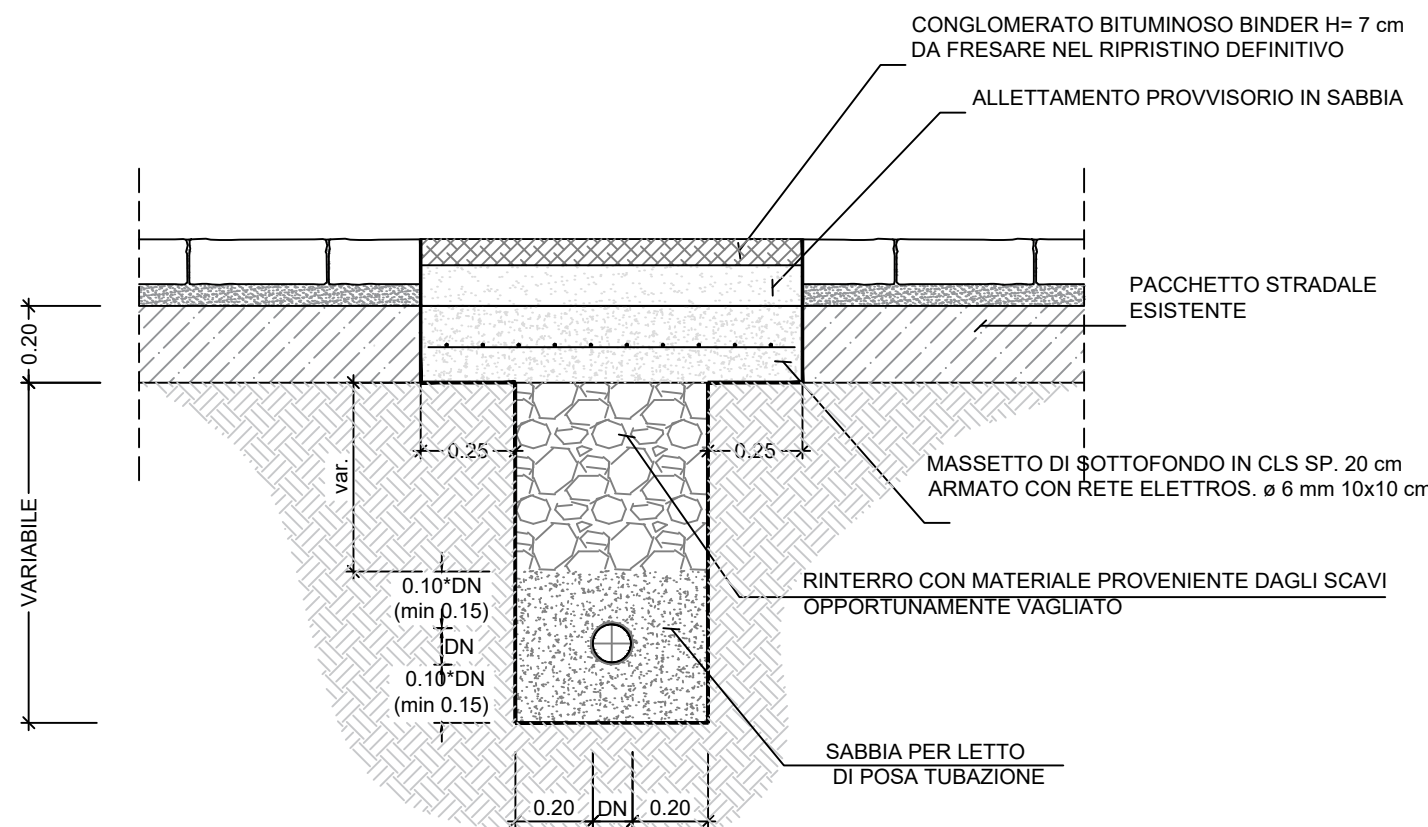 CONGLOMERATO BITUMINOSO BINDER H= 7 cm
DA FRESARE NEL RIPRISTINO DEFINITIVO
ALLETTAMENTO PROVVISORIO IN SABBIA
PACCHETTO STRADALE
ESISTENTE
0.20
0.25
0.25
MASSETTO DI SOTTOFONDO IN CLS SP. 20 cm
ARMATO CON RETE ELETTROS. ø 6 mm 10x10 cm
var.
VARIABILE
0.10*DN
(min 0.15)
DN
0.10*DN
(min 0.15)
RINTERRO CON MATERIALE PROVENIENTE DAGLI SCAVI
OPPORTUNAMENTE VAGLIATO
SABBIA PER LETTO
DI POSA TUBAZIONE
0.20
DN
0.20